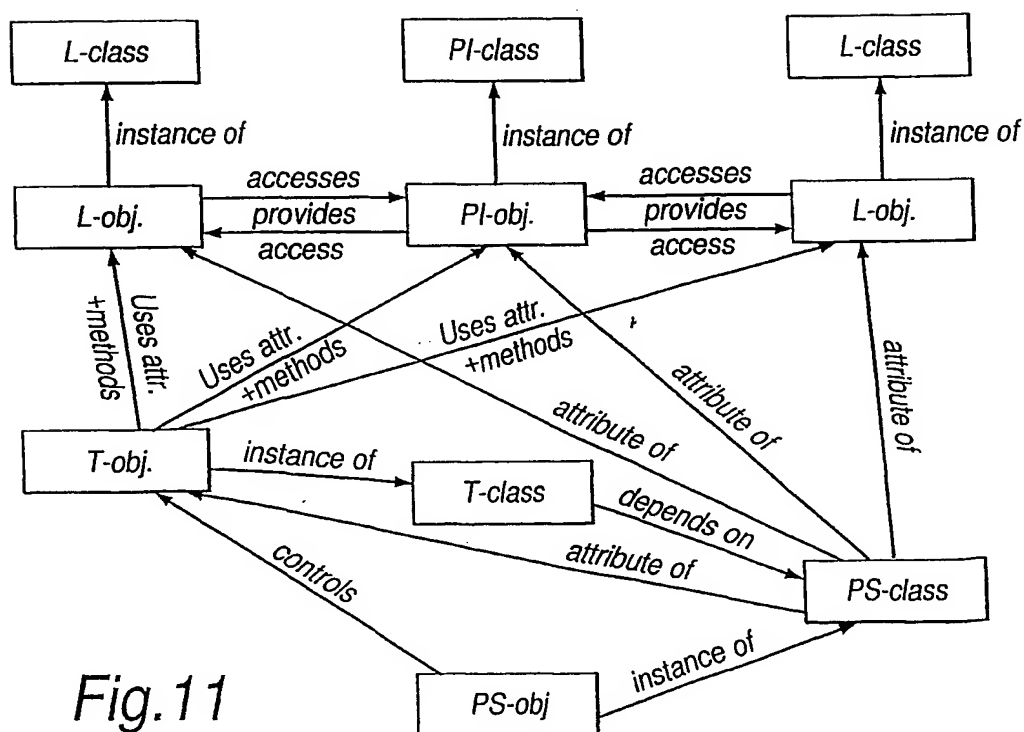 L-class
PI-class
L-class
instance of
instance of
instance of
accesses
accesses
L-obj.
provides
PI-obj.
provides
L-obj.
access
access
Uses attr.
+methods
Uses attr.
+methods
Uses attr.
+methods
attribute of
attribute of
attribute of
T-obj.
instance of
T-class
depends on
attribute of
PS-class
controls
instance of
PS-obj
Fig.11